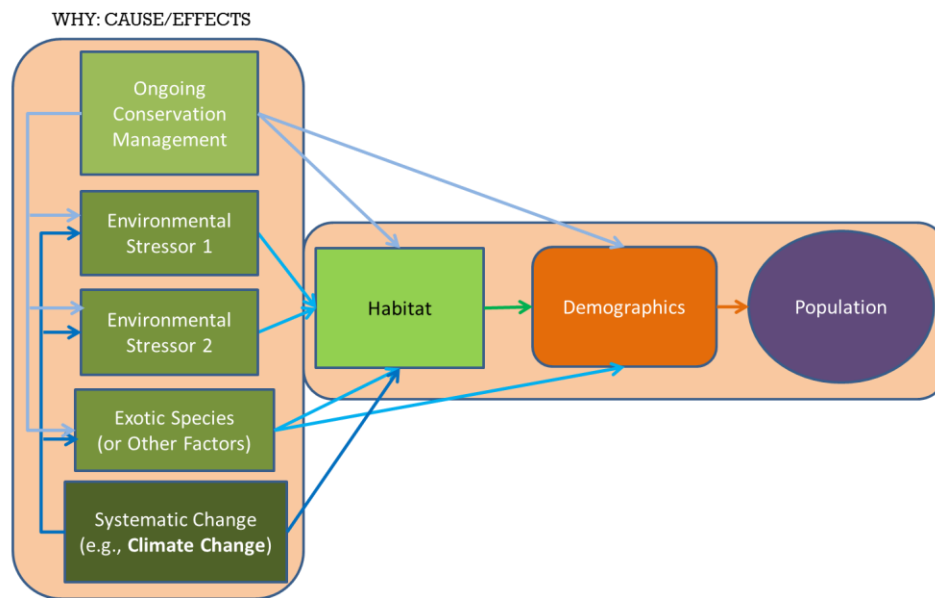 WHY: CAUSE/EFFECTS
Ongoing
Conservation
Management
Environmental
Stressor 1
Environmental
Stressor 2
Exotic Species
(or Other Factors)
Systematic Change
(e.g., Climate Change)
Habitat
Demographics
Population